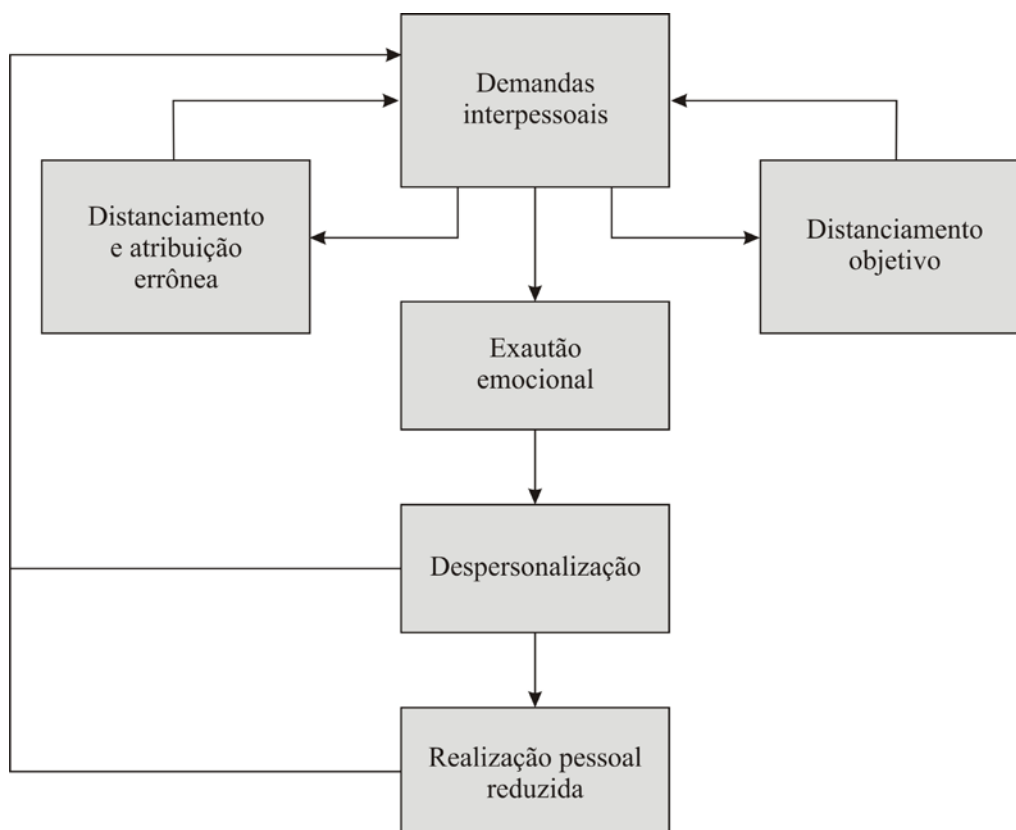 Demandas
interpessoais
Distanciamento
e atribuição
errônea
Distanciamento
objetivo
Exautão
emocional
Despersonalização
Realização pessoal
reduzida